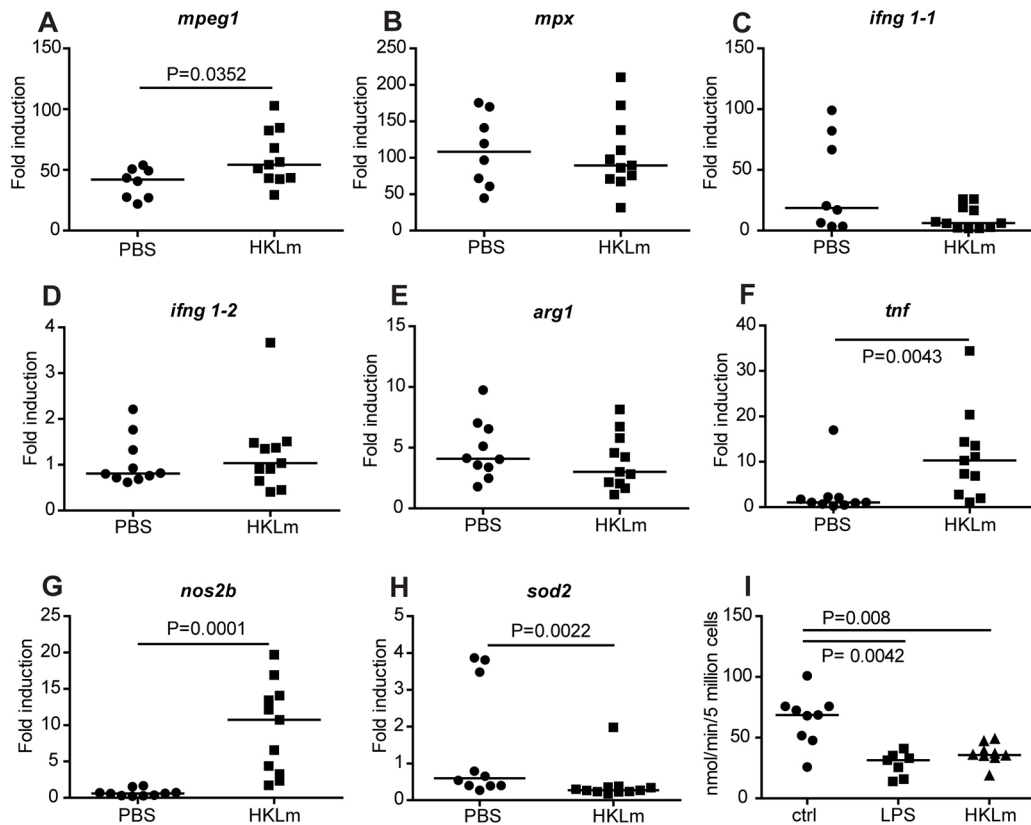 A
mpeg1
Fold induction
150
100
50
0
P=0.0352
PBS
HKLm
B
mpx
Fold induction
250
200
150
100
50
0
PBS
HKLm
C
ifng 1-1
Fold induction
150
100
50
0
PBS
HKLm
D
ifng 1-2
Fold induction
4
3
2
1
0
PBS
HKLm
E
arg1
Fold induction
15
10
5
0
PBS
HKLm
F
tnf
Fold induction
40
30
20
10
0
P=0.0043
PBS
HKLm
G
nos2b
Fold induction
25
20
15
10
5
0
P=0.0001
PBS
HKLm
H
sod2
Fold induction
5
4
3
2
1
0
P=0.0022
PBS
HKLm
I
nmol/min/5 million cells
150
100
50
0
P=0.008
P= 0.0042
ctrl
LPS
HKLm